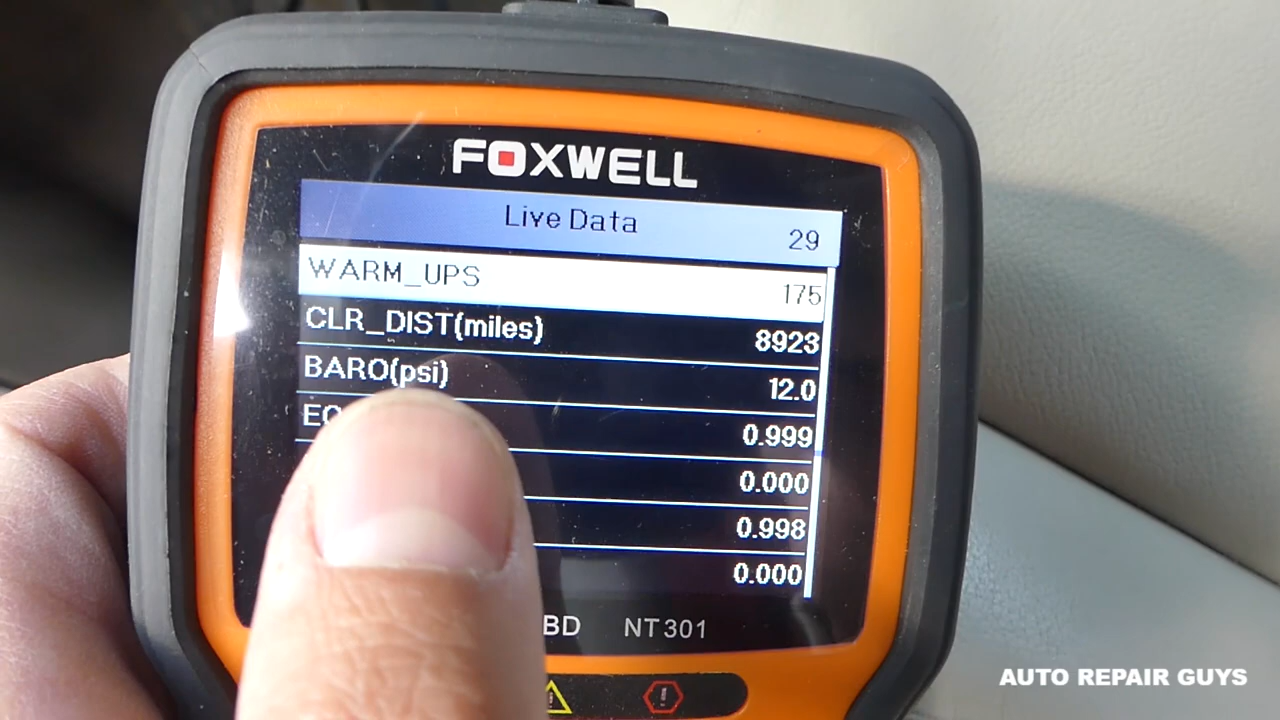 FOXWELL
Live Data 29
WARM_UPS 175
CLR_DIST(miles) 8923
BARO(psi) 12.0
0.999
0.000
0.998
0.000
NT301
AUTO REPAIR GUYS